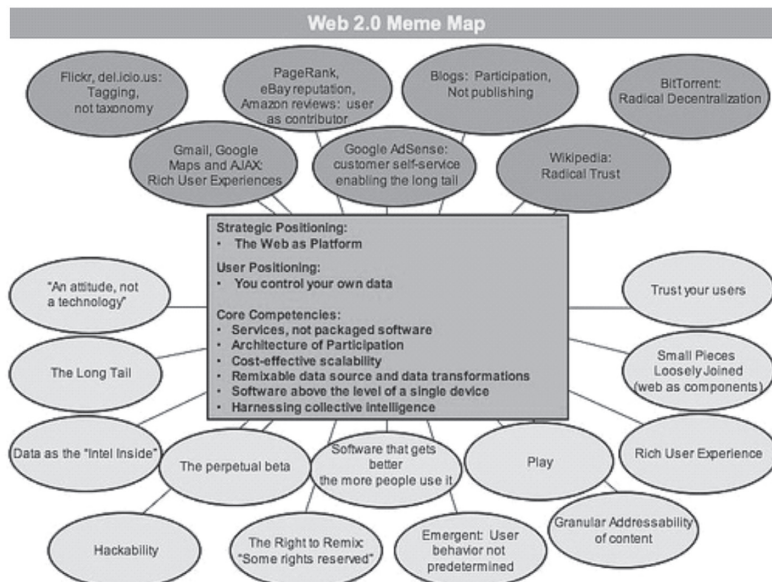 Web 2.0 Meme Map
Flickr, del.icio.us:
Tagging,
not taxonomy
PageRank,
eBay reputation,
Amazon reviews: user
as contributor
Blogs: Participation,
Not publishing
BitTorrent:
Radical Decentralization
Gmail, Google
Maps and AJAX:
Rich User Experiences
Google AdSense:
customer self-service
enabling the long tail
Wikipedia:
Radical Trust
Strategic Positioning:
• The Web as Platform
User Positioning:
• You control your own data
Core Competencies:
• Services, not packaged software
• Architecture of Participation
• Cost-effective scalability
• Remixable data source and data transformations
• Software above the level of a single device
• Harnessing collective intelligence
"An attitude, not
a technology"
Trust your users
The Long Tail
Small Pieces
Loosely Joined
(web as components)
Data as the "Intel Inside"
The perpetual beta
Software that gets
better
the more people use it
Play
Rich User Experience
Hackability
The Right to Remix:
"Some rights reserved"
Emergent: User
behavior not
predetermined
Granular Addressability
of content